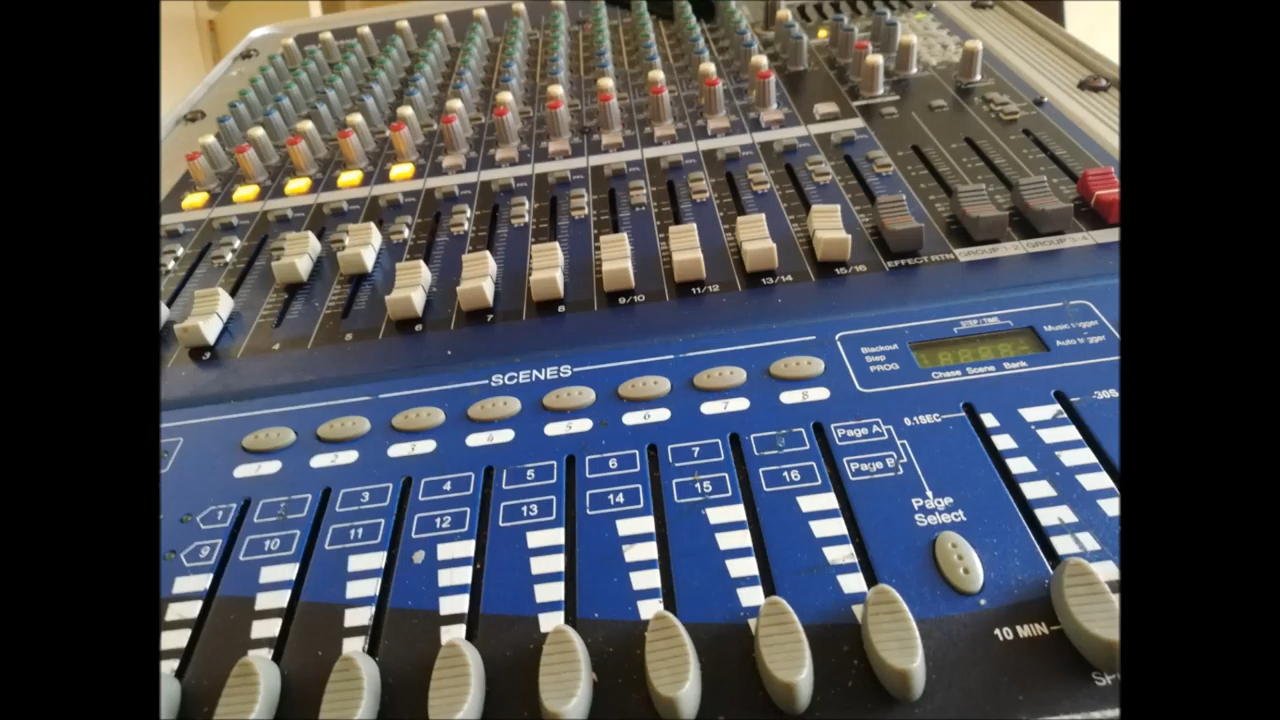 3
4
5
6
7
8
9/10
11/12
13/14
15/16
EFFECT RTN
GROUP 1-2
GROUP 3-4
SCENES
1
2
3
4
5
6
7
8
Blackout
Step
PROG
STEP / TIME
Chase Scene Bank
Music trigger
Auto trigger
1
2
3
4
5
6
7
8
9
10
11
12
13
14
15
16
Page A
Page B
Page
Select
0.1SEC
-30S
10 MIN